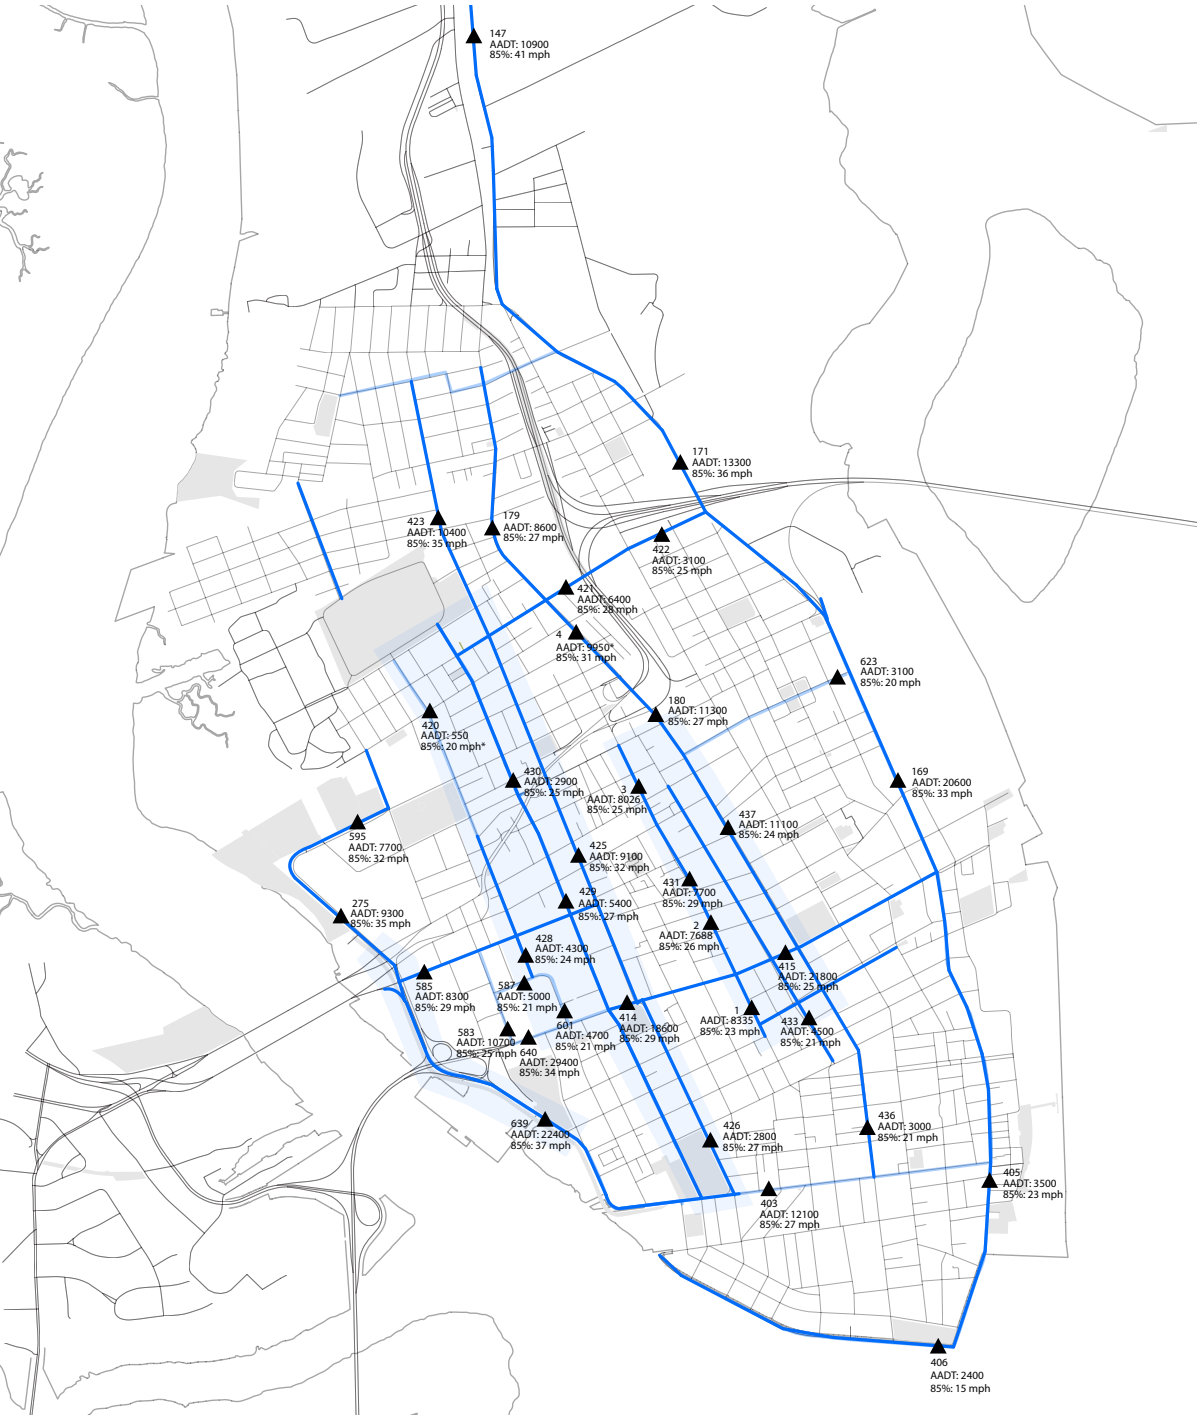 147
AADT: 10900
85%: 41 mph
171
AADT: 13300
85%: 36 mph
423
AADT: 10400
85%: 35 mph
179
AADT: 8600
85%: 27 mph
422
AADT: 3100
85%: 25 mph
421
AADT: 6400
85%: 28 mph
4
AADT: 9950*
85%: 31 mph
623
AADT: 3100
85%: 20 mph
180
AADT: 11300
85%: 27 mph
420
AADT: 550
85%: 20 mph*
430
AADT: 2900
85%: 25 mph
3
AADT: 8026
85%: 25 mph
169
AADT: 20600
85%: 33 mph
437
AADT: 11100
85%: 24 mph
595
AADT: 7700
85%: 32 mph
425
AADT: 9100
85%: 32 mph
431
AADT: 7700
85%: 29 mph
429
AADT: 5400
85%: 27 mph
275
AADT: 9300
85%: 35 mph
2
AADT: 7688
85%: 26 mph
428
AADT: 4300
85%: 24 mph
415
AADT: 21800
85%: 25 mph
585
AADT: 8300
85%: 29 mph
587
AADT: 5000
85%: 21 mph
1
AADT: 8335
85%: 23 mph
433
AADT: 4500
85%: 21 mph
414
AADT: 18600
85%: 29 mph
601
AADT: 4700
85%: 21 mph
583
AADT: 10700
85%: 25 mph
640
AADT: 29400
85%: 34 mph
639
AADT: 22400
85%: 37 mph
426
AADT: 2800
85%: 27 mph
436
AADT: 3000
85%: 21 mph
405
AADT: 3500
85%: 23 mph
403
AADT: 12100
85%: 27 mph
406
AADT: 2400
85%: 15 mph